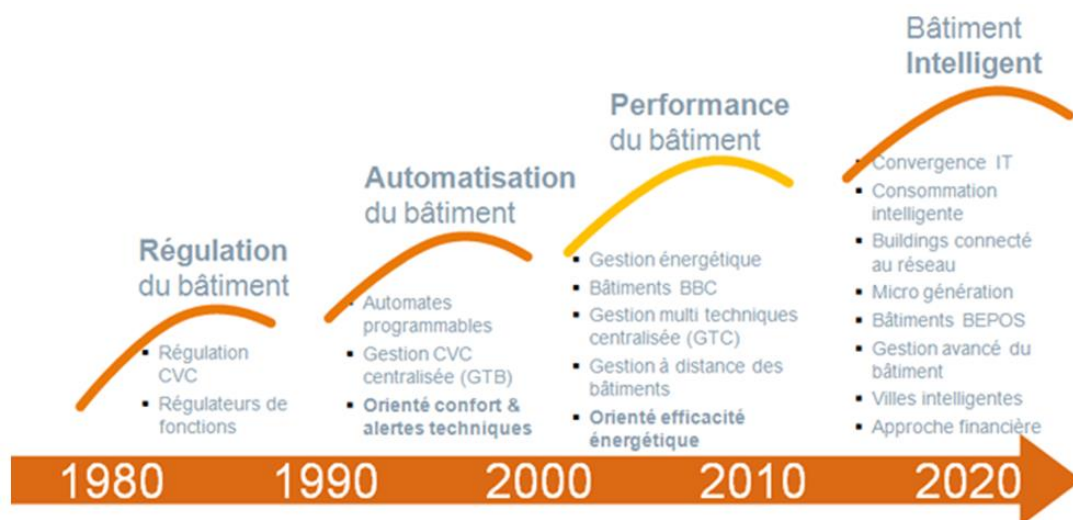 Régulation
du bâtiment
▪ Régulation
CVC
▪ Régulateurs de
fonctions
Automatisation
du bâtiment
▪ Automates
programmables
▪ Gestion CVC
centralisée (GTB)
▪ Orienté confort &
alertes techniques
Performance
du bâtiment
▪ Gestion énergétique
▪ Bâtiments BBC
▪ Gestion multi techniques
centralisée (GTC)
▪ Gestion à distance des
bâtiments
▪ Orienté efficacité
énergétique
Bâtiment
Intelligent
▪ Convergence IT
▪ Consommation
intelligente
▪ Buildings connecté
au réseau
▪ Micro génération
▪ Bâtiments BEPOS
▪ Gestion avancé du
bâtiment
▪ Villes intelligentes
▪ Approche financière
1980 1990 2000 2010 2020